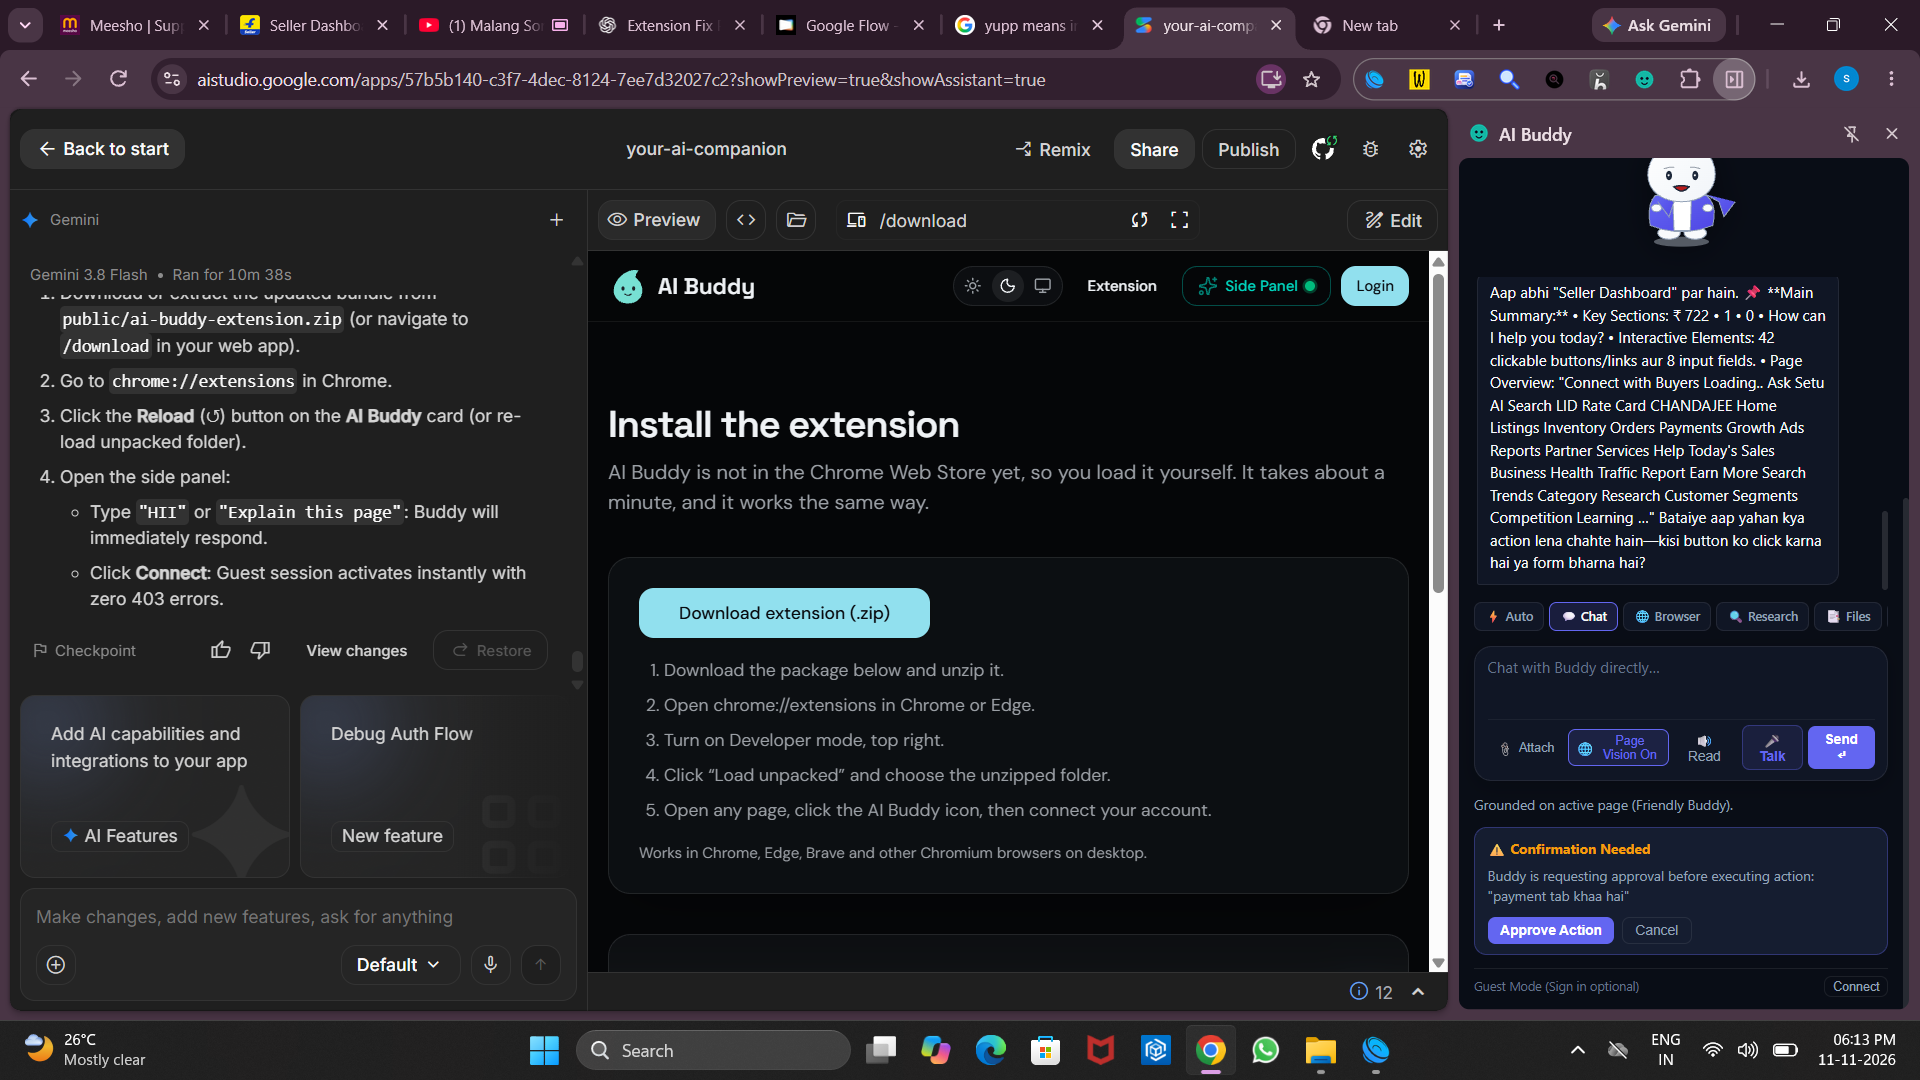 Meesho | Sup
Seller Dashbo
(1) Malang So
Extension Fix
Google Flow -
yupp means i
your-ai-comp
New tab
Ask Gemini
aistudio.google.com/apps/57b5b140-c3f7-4dec-8124-7ee7d32027c2?showPreview=true&showAssistant=true
S
Back to start
your-ai-companion
Remix
Share
Publish
Gemini
Gemini 3.8 Flash • Ran for 10m 38s
1. Download or extract the updated bundle from
public/ai-buddy-extension.zip (or navigate to
/download in your web app).
2. Go to chrome://extensions in Chrome.
3. Click the Reload (↺) button on the AI Buddy card (or re-
load unpacked folder).
4. Open the side panel:
Type "HII" or "Explain this page": Buddy will
immediately respond.
Click Connect: Guest session activates instantly with
zero 403 errors.
Checkpoint
View changes
Restore
Add AI capabilities and
integrations to your app
AI Features
Debug Auth Flow
New feature
Make changes, add new features, ask for anything
Default
Preview
/download
Edit
AI Buddy
Extension
Side Panel
Login
Install the extension
AI Buddy is not in the Chrome Web Store yet, so you load it yourself. It takes about a
minute, and it works the same way.
Download extension (.zip)
1. Download the package below and unzip it.
2. Open chrome://extensions in Chrome or Edge.
3. Turn on Developer mode, top right.
4. Click “Load unpacked” and choose the unzipped folder.
5. Open any page, click the AI Buddy icon, then connect your account.
Works in Chrome, Edge, Brave and other Chromium browsers on desktop.
12
AI Buddy
Aap abhi "Seller Dashboard" par hain. 📌 **Main
Summary:** • Key Sections: ₹ 722 • 1 • 0 • How can
I help you today? • Interactive Elements: 42
clickable buttons/links aur 8 input fields. • Page
Overview: "Connect with Buyers Loading.. Ask Setu
AI Search LID Rate Card CHANDAJEE Home
Listings Inventory Orders Payments Growth Ads
Reports Partner Services Help Today's Sales
Business Health Traffic Report Earn More Search
Trends Category Research Customer Segments
Competition Learning ..." Bataiye aap yahan kya
action lena chahte hain—kisi button ko click karna
hai ya form bharna hai?
Auto
Chat
Browser
Research
Files
Chat with Buddy directly...
Attach
Page
Vision On
Read
Talk
Send
Grounded on active page (Friendly Buddy).
⚠ Confirmation Needed
Buddy is requesting approval before executing action:
"payment tab khaa hai"
Approve Action
Cancel
Guest Mode (Sign in optional)
Connect
26°C
Mostly clear
Search
ENG
IN
06:13 PM
11-11-2026